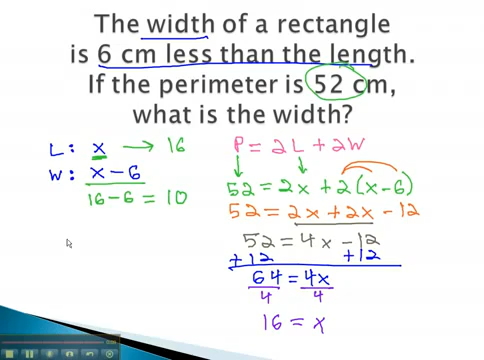 The width of a rectangle
is 6 cm less than the length.
If the perimeter is 52 cm,
what is the width?
L: x → 16
W: x - 6
16 - 6 = 10
P = 2L + 2W
52 = 2x + 2(x - 6)
52 = 2x + 2x - 12
52 = 4x - 12
+12 +12
64 = 4x
4 4
16 = x